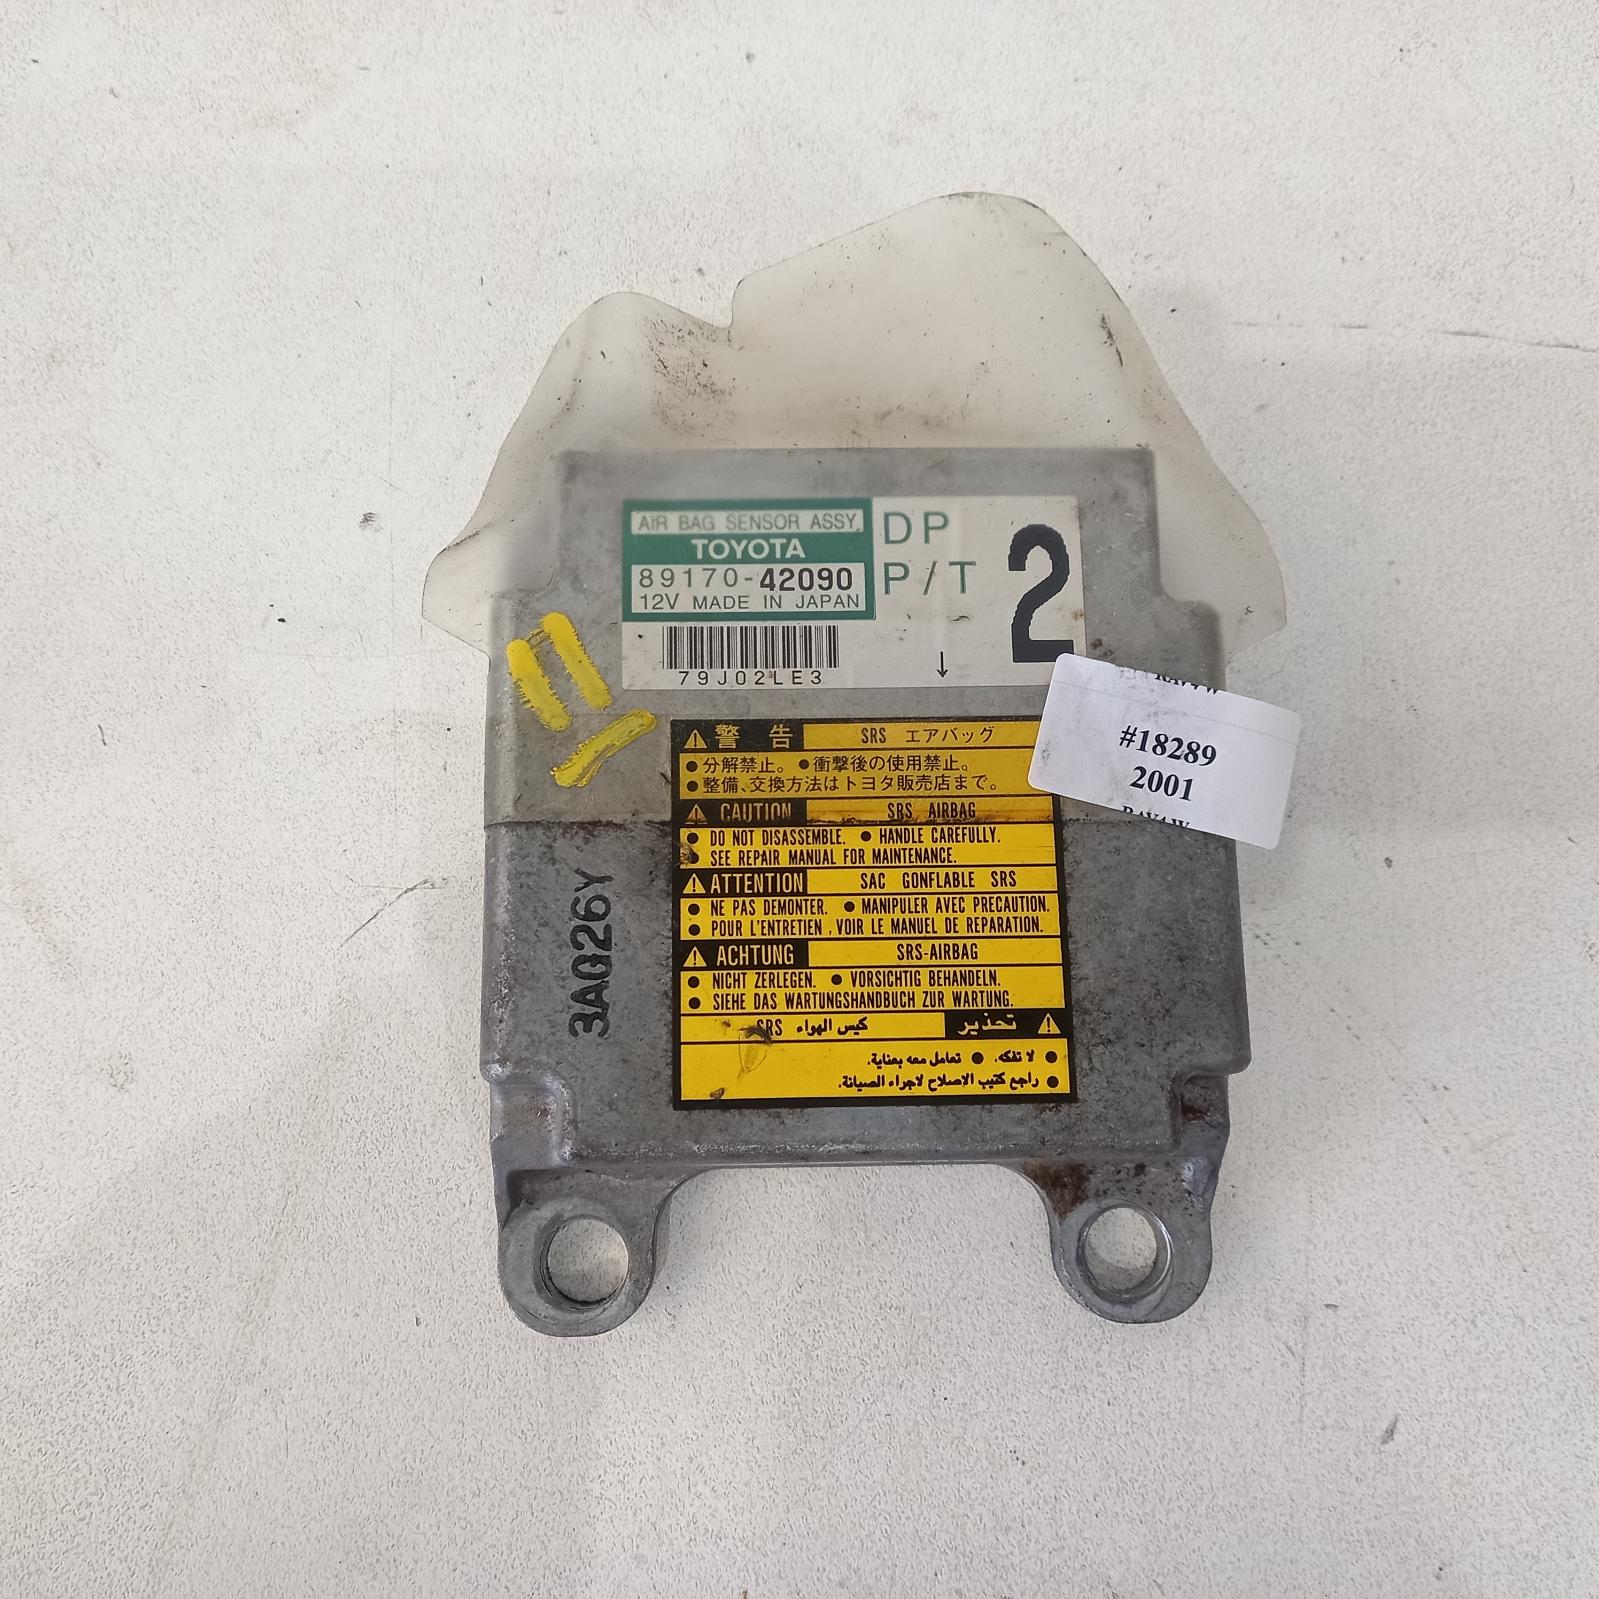 AIR BAG SENSOR ASSY
TOYOTA
89170-42090
12V MADE IN JAPAN
DP
P/T
2
↓
79J02LE3
RAV4 W
#18289
2001
RAV4 W
警告 SRS エアバッグ
● 分解禁止。 ● 衝撃後の使用禁止。
● 整備、交換方法はトヨタ販売店まで。
CAUTION SRS AIRBAG
● DO NOT DISASSEMBLE. ● HANDLE CAREFULLY.
● SEE REPAIR MANUAL FOR MAINTENANCE.
ATTENTION SAC GONFLABLE SRS
● NE PAS DEMONTER. ● MANIPULER AVEC PRECAUTION.
● POUR L'ENTRETIEN, VOIR LE MANUEL DE REPARATION.
ACHTUNG SRS-AIRBAG
● NICHT ZERLEGEN. ● VORSICHTIG BEHANDELN.
● SIEHE DAS WARTUNGSHANDBUCH ZUR WARTUNG.
تحذير كيس الهواء SRS
● لا تفكه. ● تعامل معه بعناية.
● راجع كتيب الاصلاح لاجراء الصيانة.
3A026Y